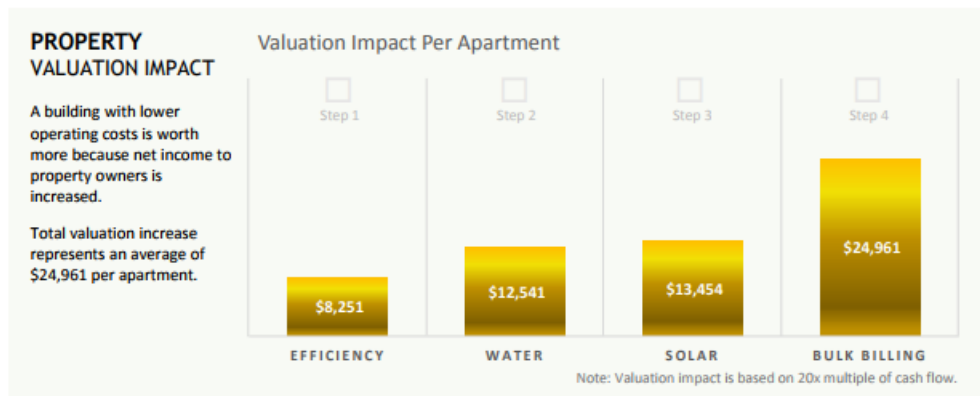 PROPERTY
VALUATION IMPACT
A building with lower
operating costs is worth
more because net income to
property owners is
increased.
Total valuation increase
represents an average of
$24,961 per apartment.
Valuation Impact Per Apartment
Step 1
Step 2
Step 3
Step 4
$8,251
$12,541
$13,454
$24,961
EFFICIENCY
WATER
SOLAR
BULK BILLING
Note: Valuation impact is based on 20x multiple of cash flow.